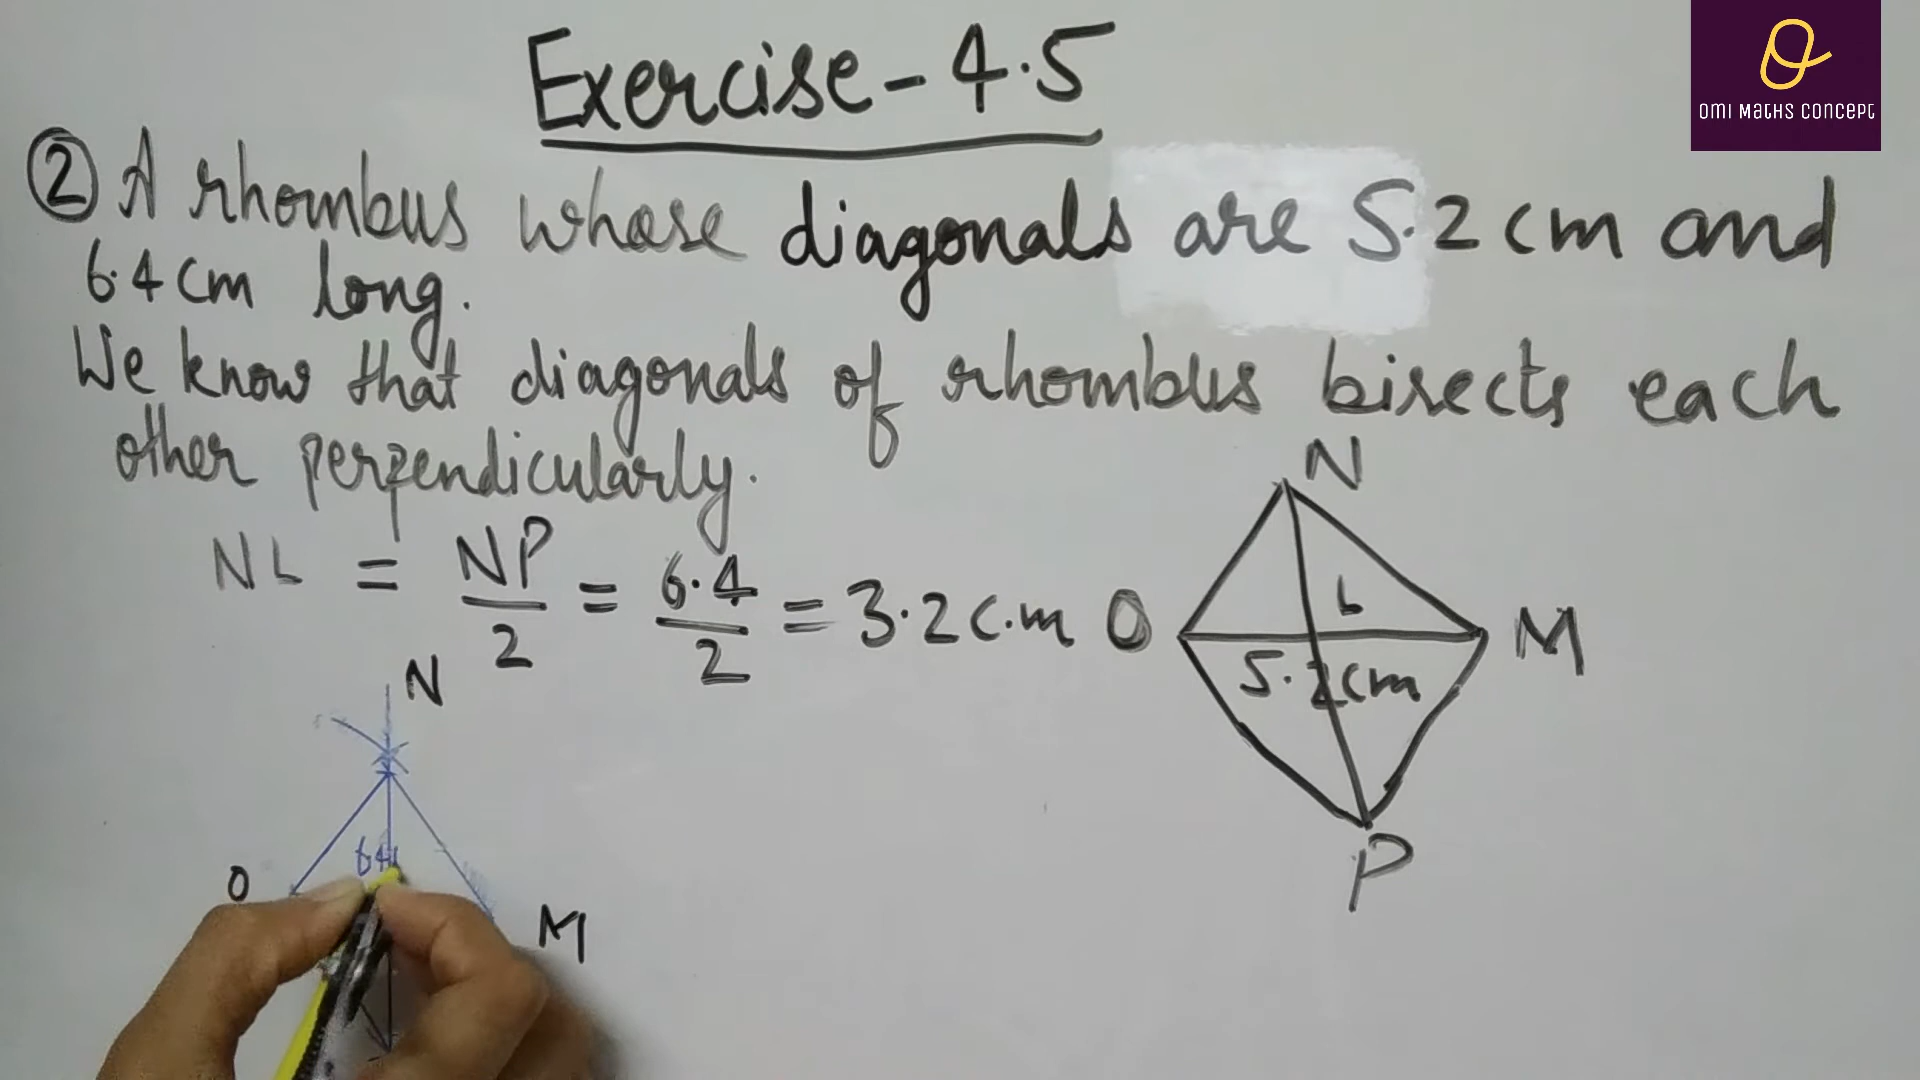 Exercise - 4.5
OMI MATHS CONCEPT
② A rhombus whose diagonals are 5.2 cm and
6.4 cm long.
We know that diagonals of rhombus bisects each
other perpendicularly.
NL = NP/2 = 6.4/2 = 3.2 c.m
N
O
L
M
5.2cm
P
N
6.4
O
M